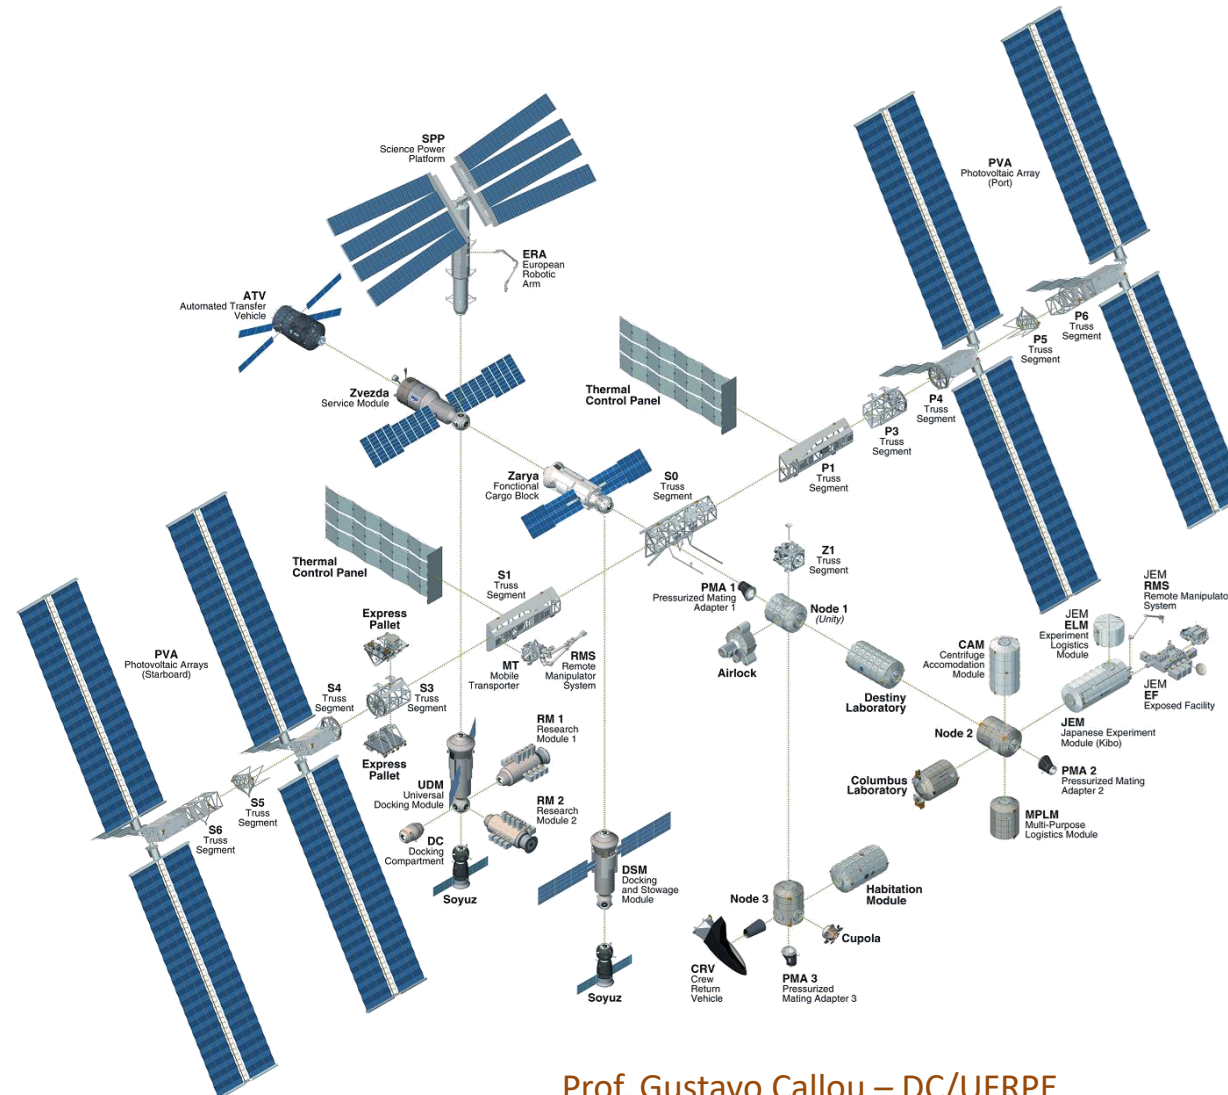 SPP
Science Power
Platform
PVA
Photovoltaic Array
(Port)
ERA
European
Robotic
Arm
ATV
Automated Transfer
Vehicle
P6
Truss
Segment
P5
Truss
Segment
P4
Truss
Segment
P3
Truss
Segment
P1
Truss
Segment
Thermal
Control Panel
Zvezda
Service Module
Zarya
Fonctional
Cargo Block
S0
Truss
Segment
Z1
Truss
Segment
Thermal
Control Panel
S1
Truss
Segment
PMA 1
Pressurized Mating
Adapter 1
Node 1
(Unity)
Airlock
JEM
RMS
Remote Manipulato
System
JEM
ELM
Experiment
Logistics
Module
CAM
Centrifuge
Accomodation
Module
Express
Pallet
PVA
Photovoltaic Arrays
(Starboard)
MT
Mobile
Transporter
RMS
Remote
Manipulator
System
S4
Truss
Segment
S3
Truss
Segment
Destiny
Laboratory
JEM
EF
Exposed Facility
JEM
Japanese Experiment
Module (Kibo)
Node 2
RM 1
Research
Module 1
Express
Pallet
PMA 2
Pressurized Mating
Adapter 2
Columbus
Laboratory
UDM
Universal
Docking Module
RM 2
Research
Module 2
S5
Truss
Segment
S6
Truss
Segment
MPLM
Multi-Purpose
Logistics Module
DC
Docking
Compartment
DSM
Docking
and Stowage
Module
Soyuz
Node 3
Habitation
Module
Cupola
CRV
Crew
Return
Vehicle
PMA 3
Pressurized
Mating Adapter 3
Soyuz
Prof. Gustavo Callou – DC/UFRPE